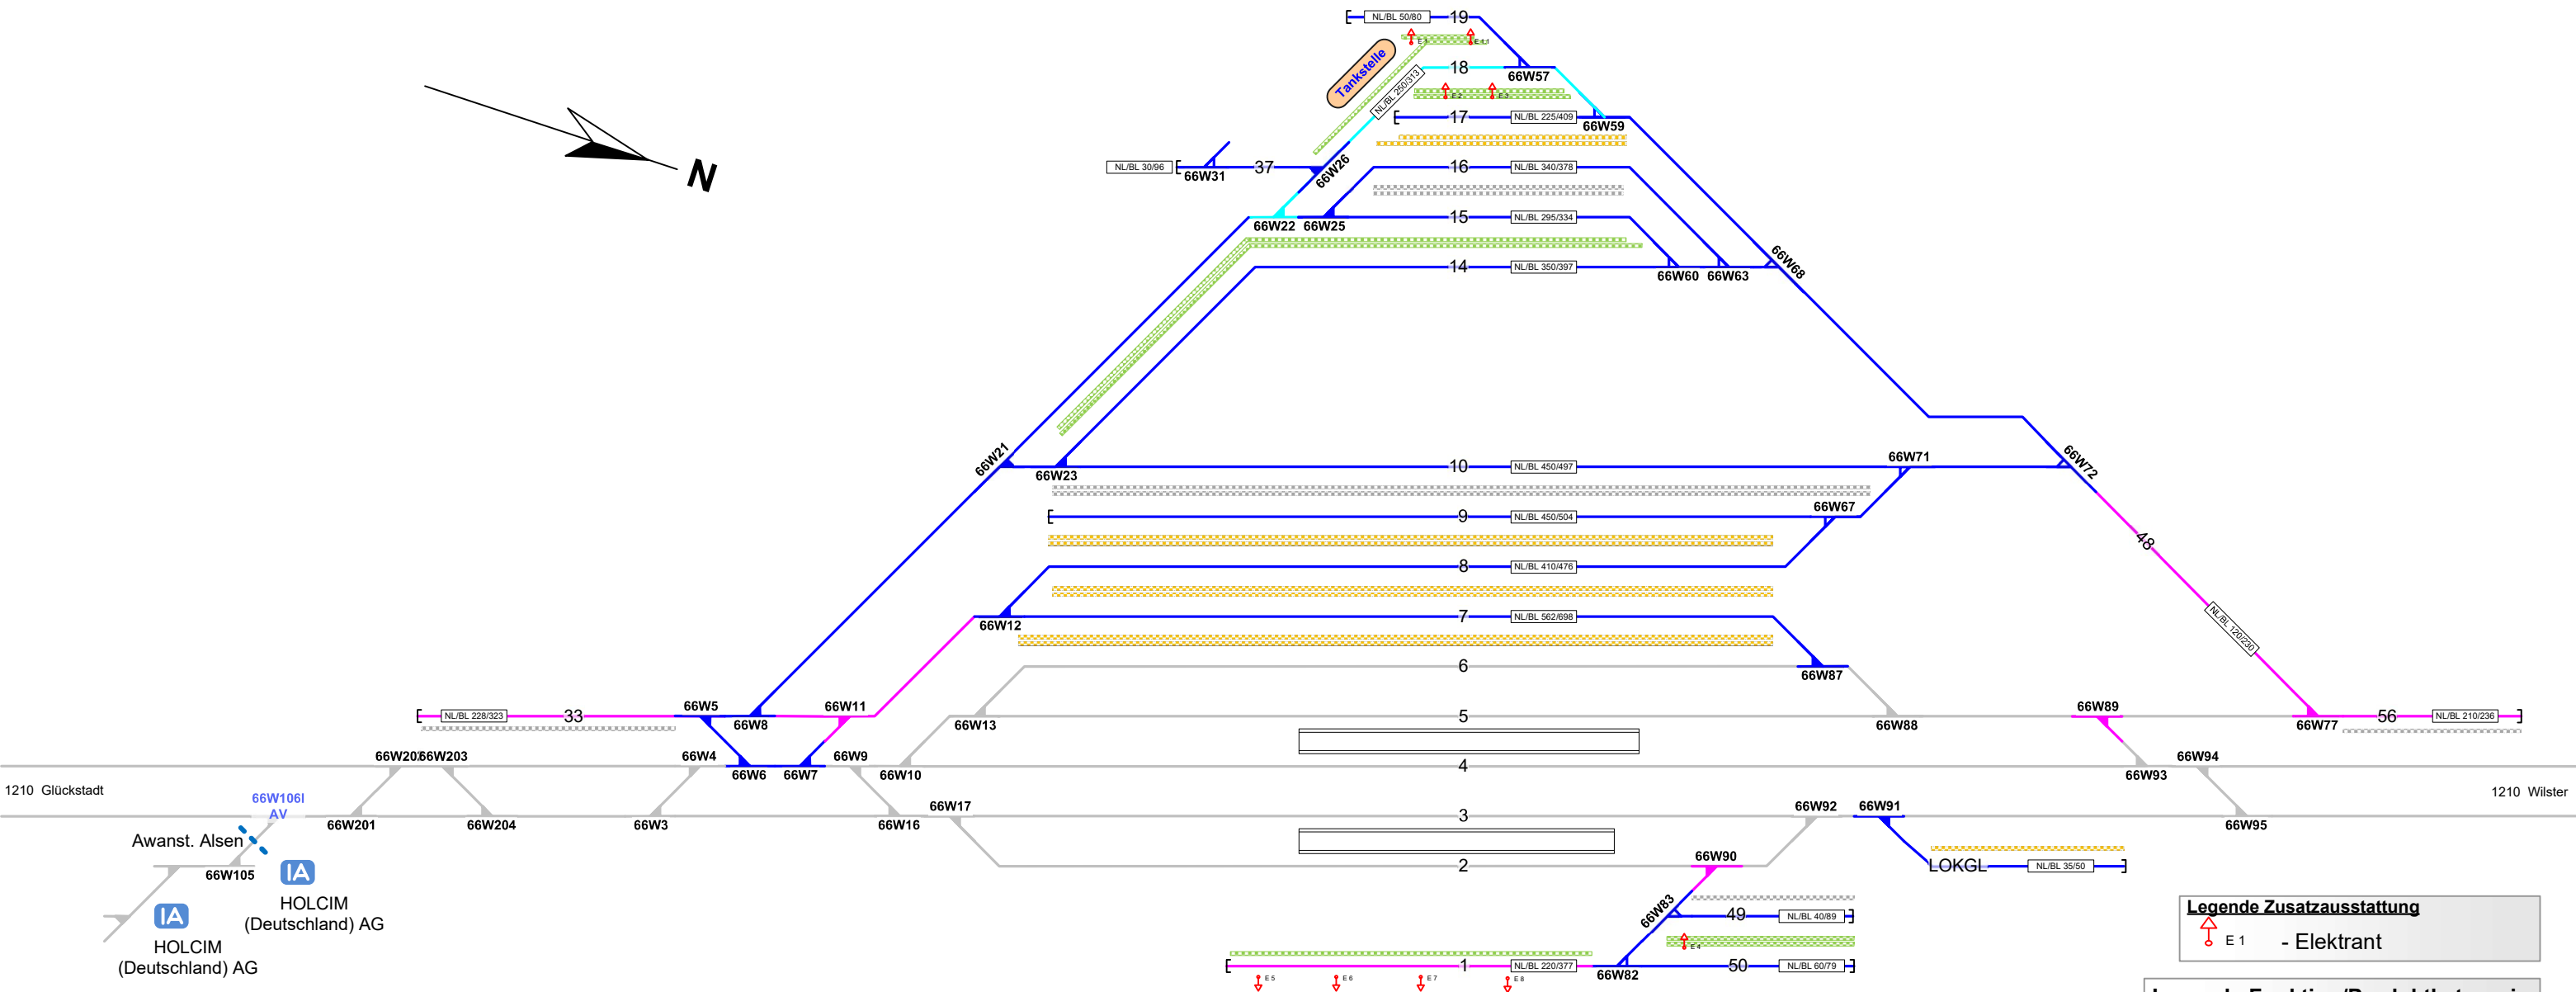 NL/BL 50/80 19
E 1
Tankstelle
NL/BL 250/313
18
66W57
E 2
E 3
17 NL/BL 225/409
66W59
NL/BL 30/96
66W31
37
66W26
16 NL/BL 340/378
66W22 66W25
15 NL/BL 295/334
N
14 NL/BL 350/397
66W60 66W63
66W68
66W21
66W23
10 NL/BL 450/497
66W71
66W72
9 NL/BL 450/504
66W67
48
8 NL/BL 410/476
66W12
7 NL/BL 562/698
NL/BL 120/230
6
66W87
NL/BL 228/323 33
66W5
66W8
66W11
66W13
5
66W88
66W89
66W77
56 NL/BL 210/236
66W203
66W4
66W6 66W7
66W9
66W10
4
66W93
66W94
1210 Glückstadt
1210 Wilster
66W106I
AV
66W201
66W204
66W3
66W16
66W17
3
66W92 66W91
66W95
Awanst. Alsen
66W105
IA
HOLCIM
(Deutschland) AG
IA
HOLCIM
(Deutschland) AG
2
66W90
LOKGL NL/BL 35/50
66W83
49 NL/BL 40/89
E 4
1 NL/BL 220/377
66W82
50 NL/BL 60/79
E 5
E 6
E 7
E 8
Legende Zusatzausstattung
E 1 - Elektrant